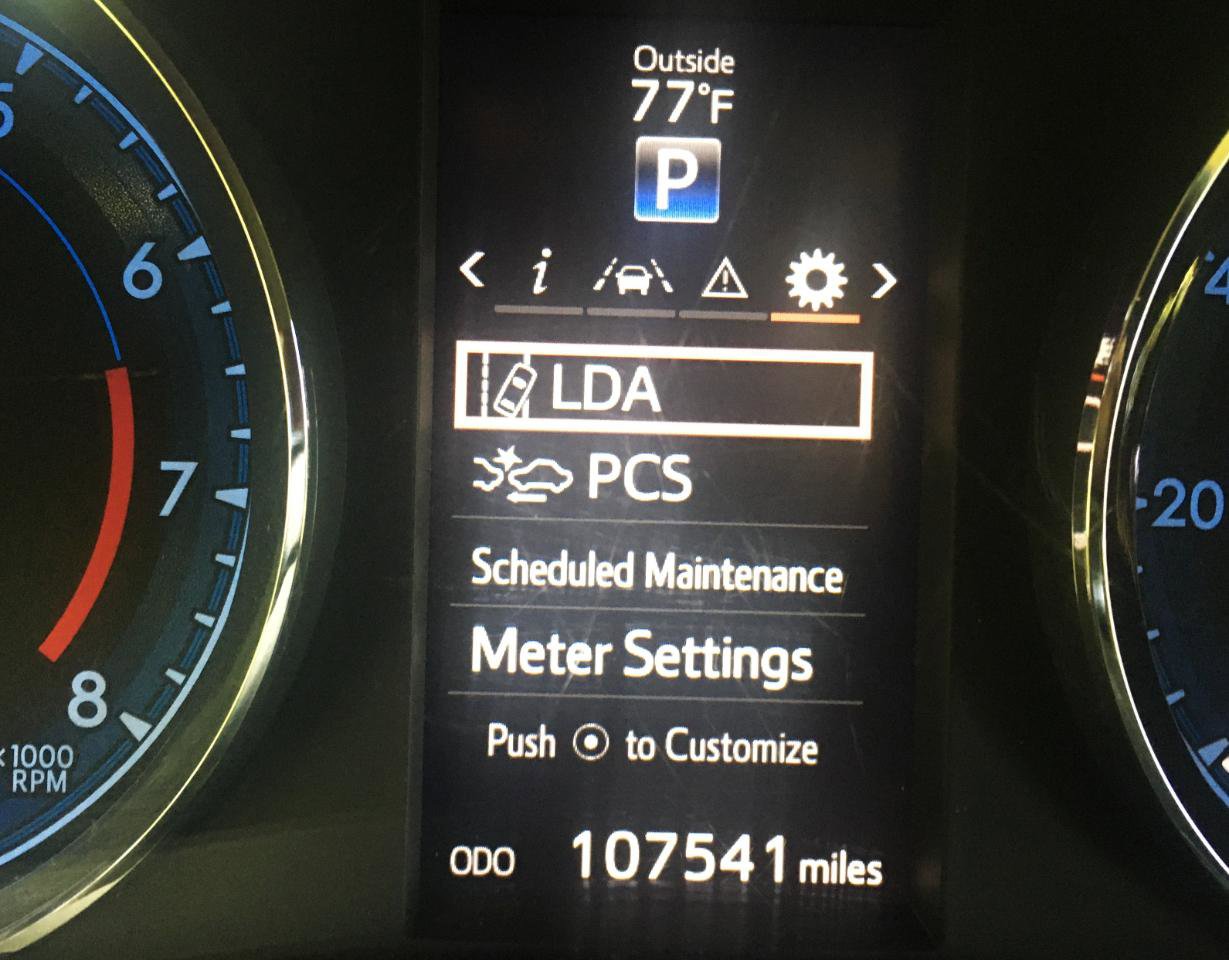 Outside
77°F
P
i
LDA
PCS
Scheduled Maintenance
Meter Settings
Push to Customize
ODO 107541 miles
6
7
8
×1000
RPM
20